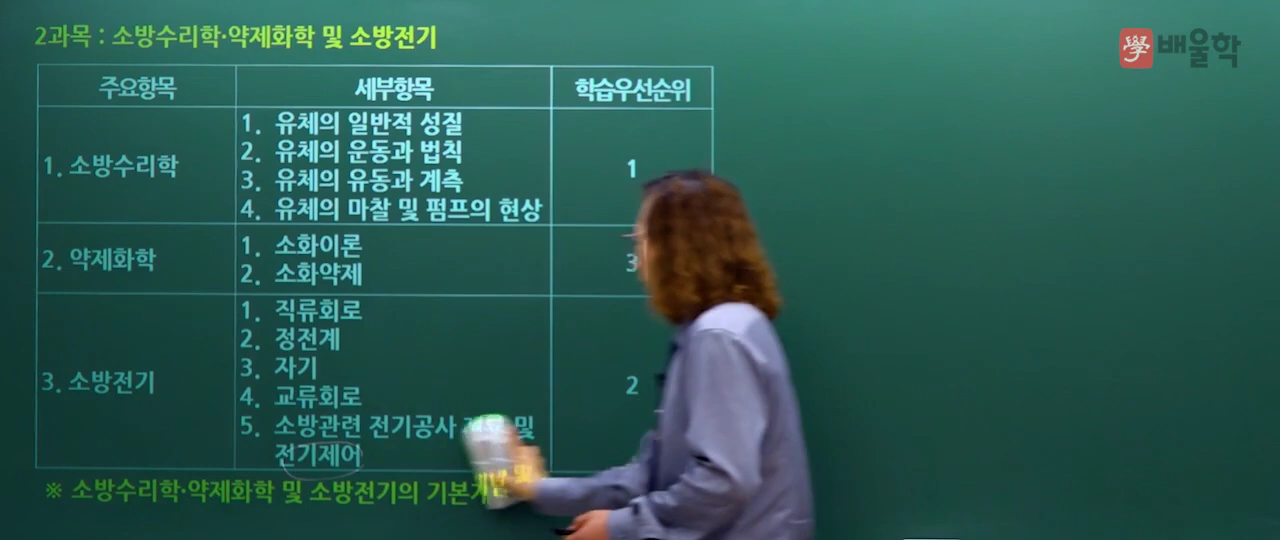 2과목 : 소방수리학·약제화학 및 소방전기
學 배울학
주요항목 세부항목 학습우선순위
1. 소방수리학
1. 유체의 일반적 성질
2. 유체의 운동과 법칙
3. 유체의 유동과 계측
4. 유체의 마찰 및 펌프의 현상
1
2. 약제화학
1. 소화이론
2. 소화약제
3
3. 소방전기
1. 직류회로
2. 정전계
3. 자기
4. 교류회로
5. 소방관련 전기공사 및
전기제어
2
※ 소방수리학·약제화학 및 소방전기의